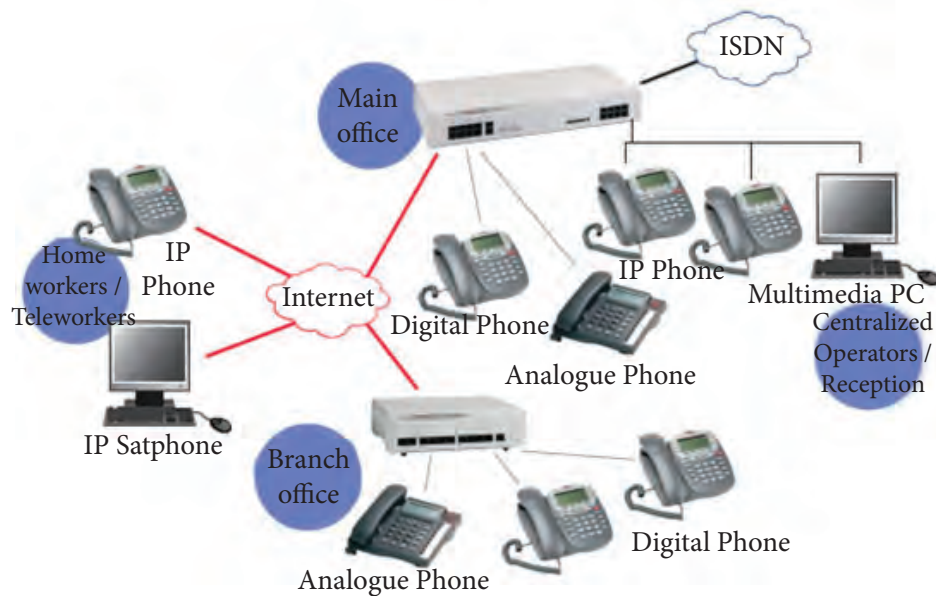 ISDN
Main
office
IP
Phone
Home
workers /
Teleworkers
Internet
Digital Phone
IP Phone
Analogue Phone
Multimedia PC
Centralized
Operators /
Reception
IP Satphone
Branch
office
Analogue Phone
Digital Phone